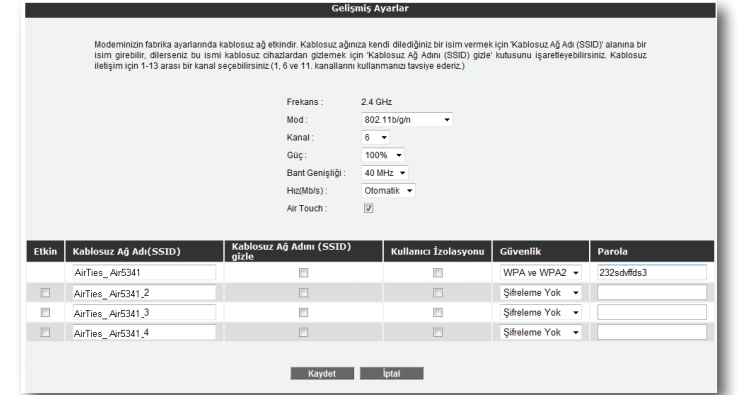 Gelişmiş Ayarlar
Modeminizin fabrika ayarlarında kablosuz ağ etkindir. Kablosuz ağınıza kendi dilediğiniz bir isim vermek için 'Kablosuz Ağ Adı (SSID)' alanına bir
isim girebilir, dilerseniz bu ismi kablosuz cihazlardan gizlemek için 'Kablosuz Ağ Adını (SSID) gizle' kutusunu işaretleyebilirsiniz. Kablosuz
iletişim için 1-13 arası bir kanal seçebilirsiniz (1, 6 ve 11. kanallarını kullanmanızı tavsiye ederiz.)
Frekans : 2.4 GHz
Mod : 802.11b/g/n
Kanal : 6
Güç : 100%
Bant Genişliği : 40 MHz
Hız(Mb/s) : Otomatik
Air Touch :
Etkin Kablosuz Ağ Adı(SSID) Kablosuz Ağ Adını (SSID) gizle Kullanıcı İzolasyonu Güvenlik Parola
AirTies_Air5341 WPA ve WPA2 232sdvffds3
AirTies_Air5341_2 Şifreleme Yok
AirTies_Air5341_3 Şifreleme Yok
AirTies_Air5341_4 Şifreleme Yok
Kaydet İptal